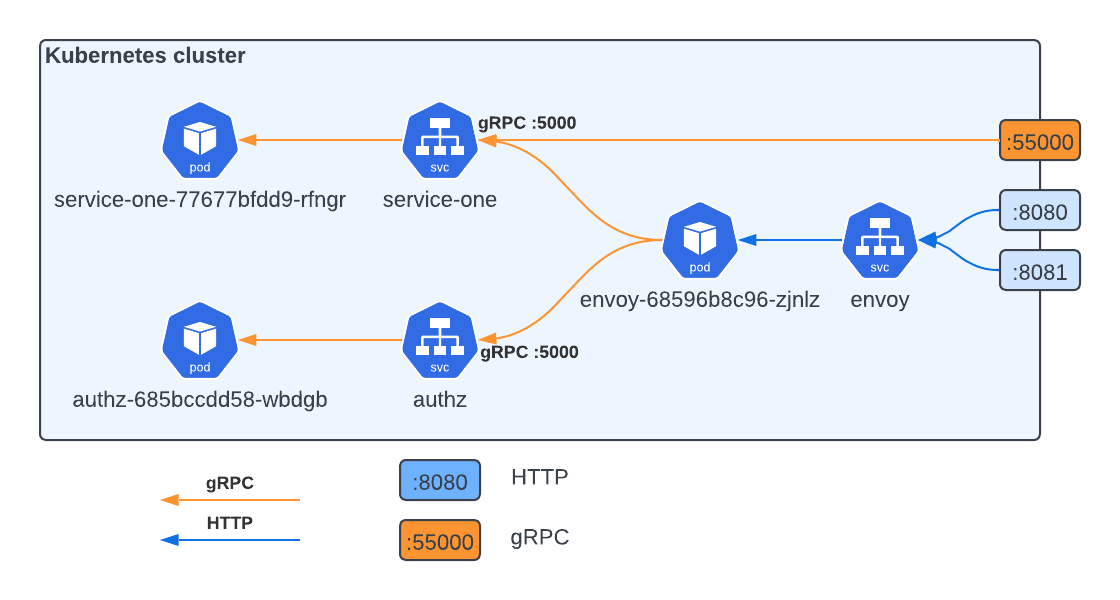 Kubernetes cluster
gRPC :5000
:55000
pod
svc
service-one-77677bfdd9-rfngr
service-one
:8080
:8081
pod
svc
envoy-68596b8c96-zjnlz
envoy
gRPC :5000
pod
svc
authz-685bccdd58-wbdgb
authz
gRPC
HTTP
:8080
HTTP
:55000
gRPC